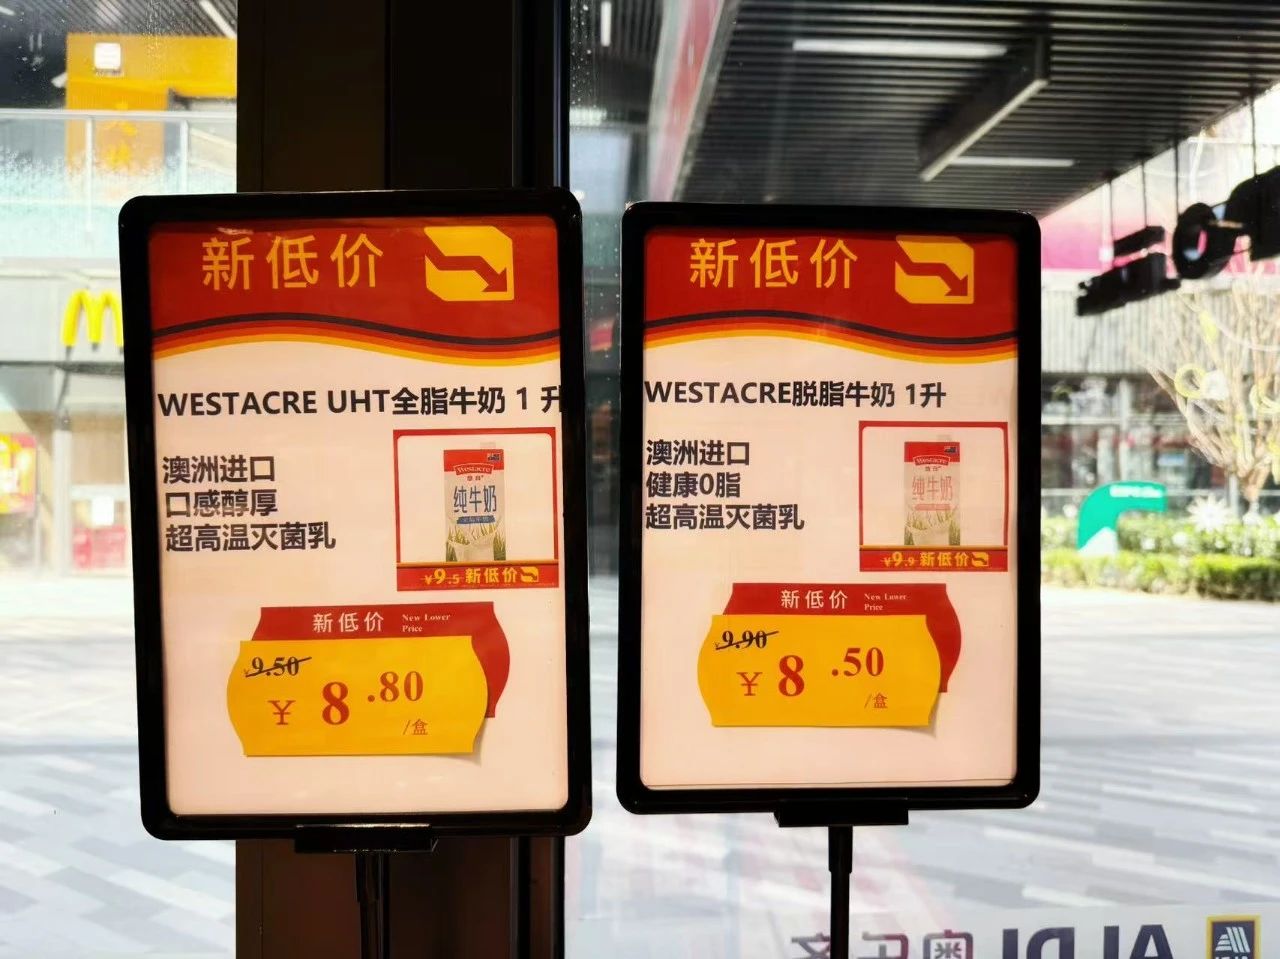 新低价
WESTACRE UHT全脂牛奶 1 升
澳洲进口
口感醇厚
超高温灭菌乳
Westacre
纯牛奶
¥9.5 新低价
新低价 New Lower
Price
¥9.50
¥ 8.80
/盒
新低价
WESTACRE脱脂牛奶 1升
澳洲进口
健康0脂
超高温灭菌乳
Westacre
纯牛奶
¥9.9 新低价
新低价 New Lower
Price
¥9.90
¥ 8.50
/盒
ALDI 奥乐齐